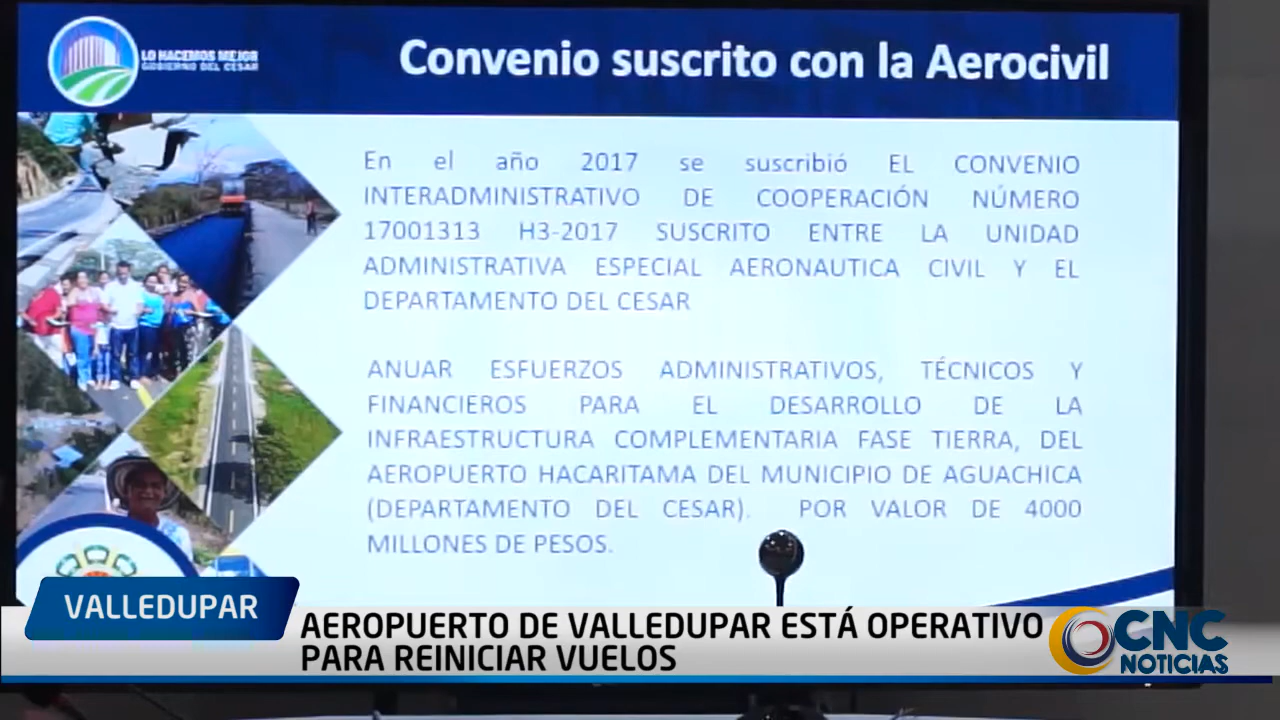 LO HACEMOS MEJOR
GOBIERNO DEL CESAR
Convenio suscrito con la Aerocivil
En el año 2017 se suscribió EL CONVENIO
INTERADMINISTRATIVO DE COOPERACIÓN NÚMERO
17001313 H3-2017 SUSCRITO ENTRE LA UNIDAD
ADMINISTRATIVA ESPECIAL AERONAUTICA CIVIL Y EL
DEPARTAMENTO DEL CESAR
ANUAR ESFUERZOS ADMINISTRATIVOS, TÉCNICOS Y
FINANCIEROS PARA EL DESARROLLO DE LA
INFRAESTRUCTURA COMPLEMENTARIA FASE TIERRA, DEL
AEROPUERTO HACARITAMA DEL MUNICIPIO DE AGUACHICA
(DEPARTAMENTO DEL CESAR). POR VALOR DE 4000
MILLONES DE PESOS.
VALLEDUPAR
AEROPUERTO DE VALLEDUPAR ESTÁ OPERATIVO
PARA REINICIAR VUELOS
CNC
NOTICIAS